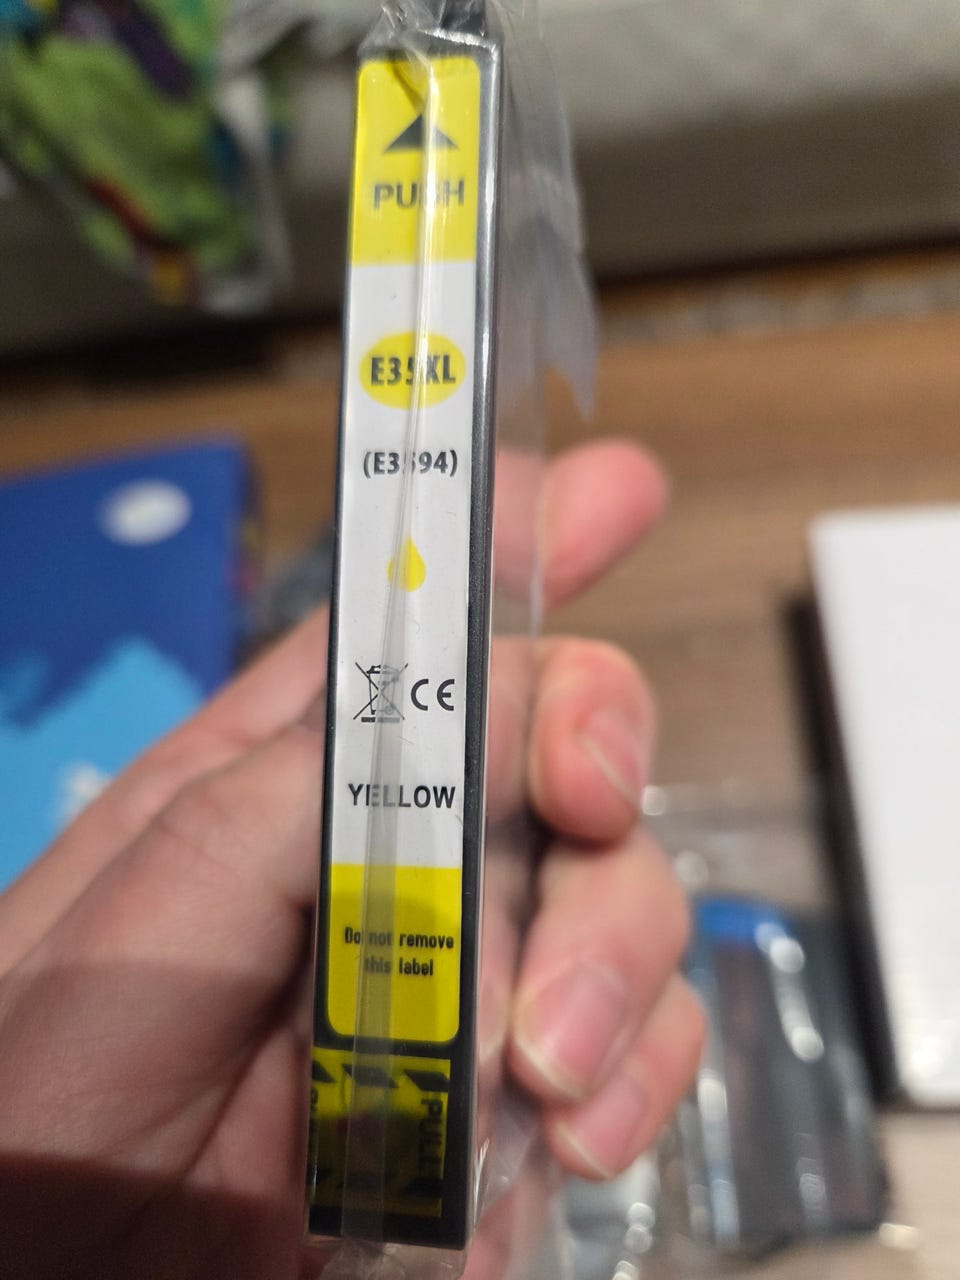 PUSH
E35XL
(E3594)
CE
YELLOW
Do not remove
this label
PULL